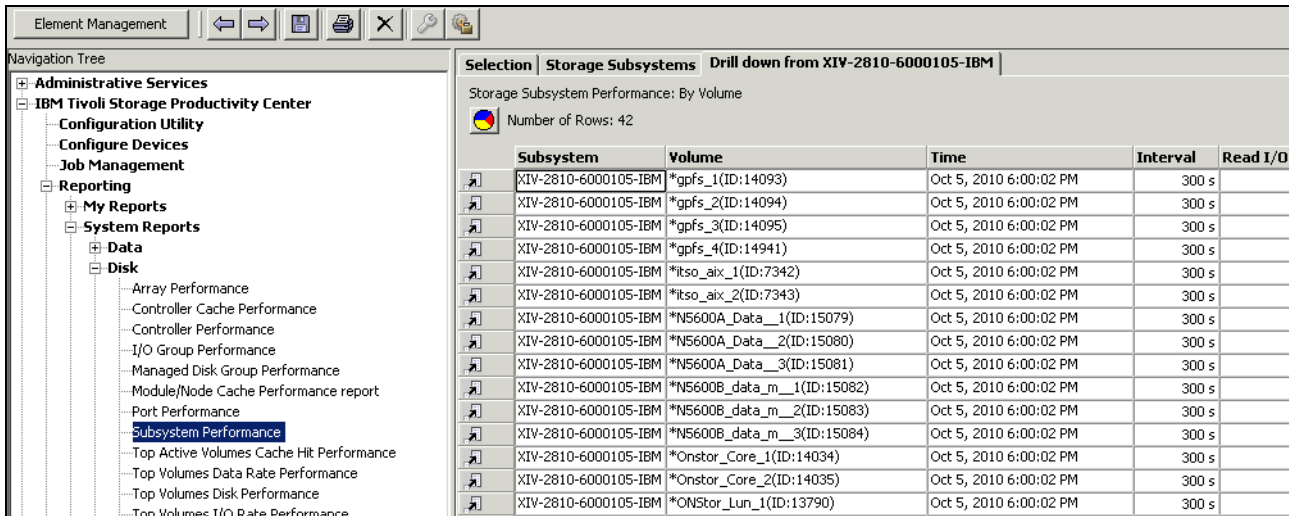 Element Management
Navigation Tree
Administrative Services
IBM Tivoli Storage Productivity Center
Configuration Utility
Configure Devices
Job Management
Reporting
My Reports
System Reports
Data
Disk
Array Performance
Controller Cache Performance
Controller Performance
I/O Group Performance
Managed Disk Group Performance
Module/Node Cache Performance report
Port Performance
Subsystem Performance
Top Active Volumes Cache Hit Performance
Top Volumes Data Rate Performance
Top Volumes Disk Performance
Top Volumes I/O Rate Performance
Selection Storage Subsystems Drill down from XIV-2810-6000105-IBM
Storage Subsystem Performance: By Volume
Number of Rows: 42
Subsystem Volume Time Interval Read I/O
XIV-2810-6000105-IBM *gpfs_1(ID:14093) Oct 5, 2010 6:00:02 PM 300 s
XIV-2810-6000105-IBM *gpfs_2(ID:14094) Oct 5, 2010 6:00:02 PM 300 s
XIV-2810-6000105-IBM *gpfs_3(ID:14095) Oct 5, 2010 6:00:02 PM 300 s
XIV-2810-6000105-IBM *gpfs_4(ID:14941) Oct 5, 2010 6:00:02 PM 300 s
XIV-2810-6000105-IBM *itso_aix_1(ID:7342) Oct 5, 2010 6:00:02 PM 300 s
XIV-2810-6000105-IBM *itso_aix_2(ID:7343) Oct 5, 2010 6:00:02 PM 300 s
XIV-2810-6000105-IBM *N5600A_Data__1(ID:15079) Oct 5, 2010 6:00:02 PM 300 s
XIV-2810-6000105-IBM *N5600A_Data__2(ID:15080) Oct 5, 2010 6:00:02 PM 300 s
XIV-2810-6000105-IBM *N5600A_Data__3(ID:15081) Oct 5, 2010 6:00:02 PM 300 s
XIV-2810-6000105-IBM *N5600B_data_m__1(ID:15082) Oct 5, 2010 6:00:02 PM 300 s
XIV-2810-6000105-IBM *N5600B_data_m__2(ID:15083) Oct 5, 2010 6:00:02 PM 300 s
XIV-2810-6000105-IBM *N5600B_data_m__3(ID:15084) Oct 5, 2010 6:00:02 PM 300 s
XIV-2810-6000105-IBM *Onstor_Core_1(ID:14034) Oct 5, 2010 6:00:02 PM 300 s
XIV-2810-6000105-IBM *Onstor_Core_2(ID:14035) Oct 5, 2010 6:00:02 PM 300 s
XIV-2810-6000105-IBM *ONStor_Lun_1(ID:13790) Oct 5, 2010 6:00:02 PM 300 s